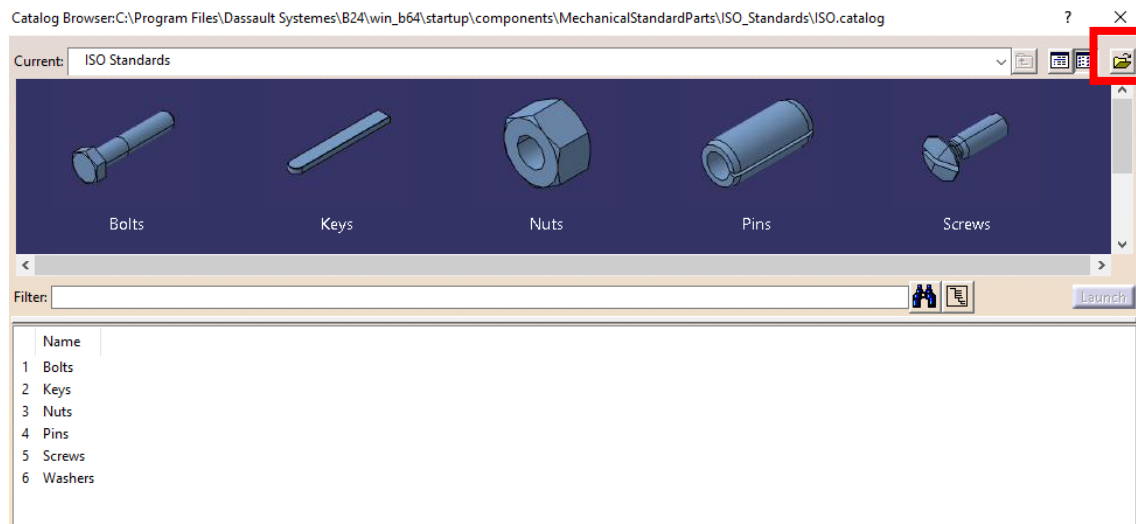 Catalog Browser:C:\Program Files\Dassault Systemes\B24\win_b64\startup\components\MechanicalStandardParts\ISO_Standards\ISO.catalog ?
Current: ISO Standards
Bolts Keys Nuts Pins Screws
Filter: Launch
Name
1 Bolts
2 Keys
3 Nuts
4 Pins
5 Screws
6 Washers